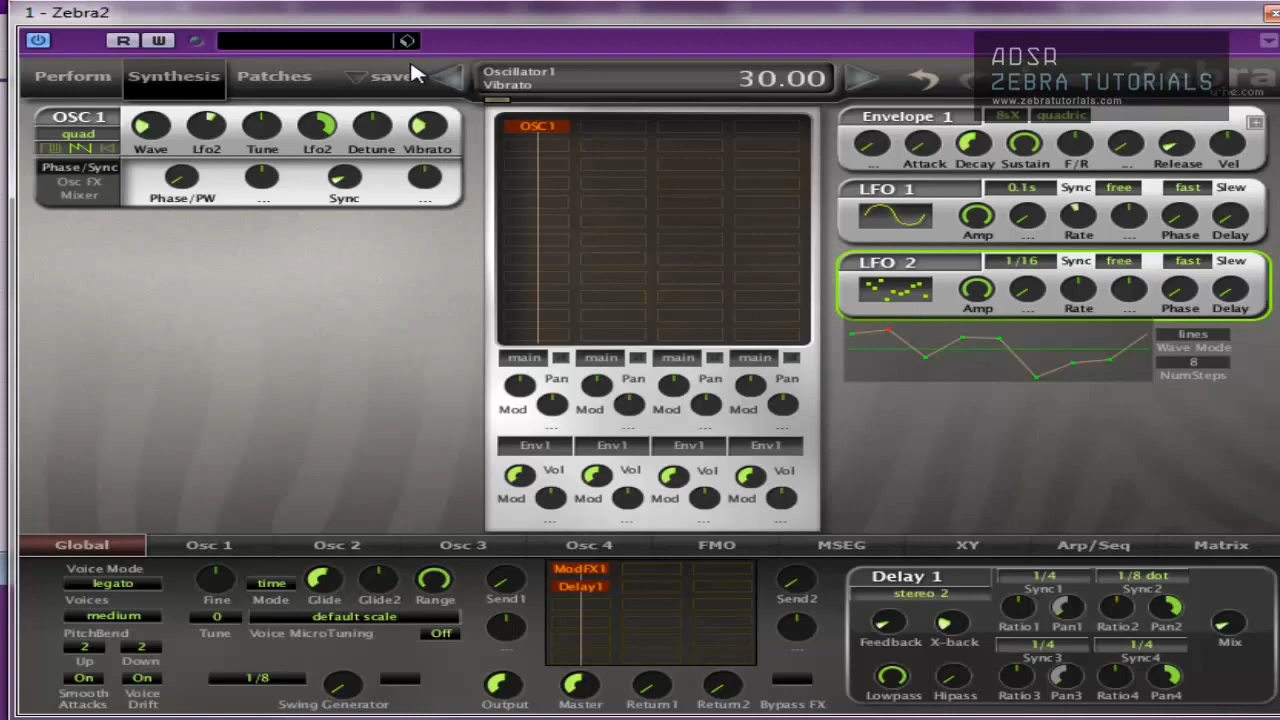 1 - Zebra2
R W
ADSR
ZEBRA TUTORIALS
www.zebratutorials.com
u-he.com
Perform Synthesis Patches save
Oscillator1
Vibrato
30.00
OSC 1
quad
Wave Lfo2 Tune Lfo2 Detune Vibrato
Phase/Sync
Osc FX
Mixer
Phase/PW ... Sync ...
OSC1
main main main main
Pan Pan Pan Pan
Mod Mod Mod Mod
... ... ... ...
Env1 Env1 Env1 Env1
Vol Vol Vol Vol
Mod Mod Mod Mod
... ... ... ...
Envelope 1 8sX quadric
... Attack Decay Sustain F/R ... Release Vel
LFO 1 0.1s Sync free fast Slew
Amp ... Rate ... Phase Delay
LFO 2 1/16 Sync free fast Slew
Amp ... Rate ... Phase Delay
lines
Wave Mode
8
NumSteps
Global Osc 1 Osc 2 Osc 3 Osc 4 FMO MSEG XY Arp/Seq Matrix
Voice Mode
legato
Voices
medium
PitchBend
2 2
Up Down
On On
Smooth Attacks
Voice Drift
Fine
time
Mode
Glide Glide2 Range
0
Tune
default scale
Voice MicroTuning
Off
1/8
Swing Generator
Send1
...
ModFX1
Delay1
Send2
...
Output Master Return1 Return2 Bypass FX
Delay 1
stereo 2
1/4 1/8 dot
Sync1 Sync2
Ratio1 Pan1 Ratio2 Pan2
Feedback X-back
Mix
1/4 1/4
Sync3 Sync4
Lowpass Hipass Ratio3 Pan3 Ratio4 Pan4